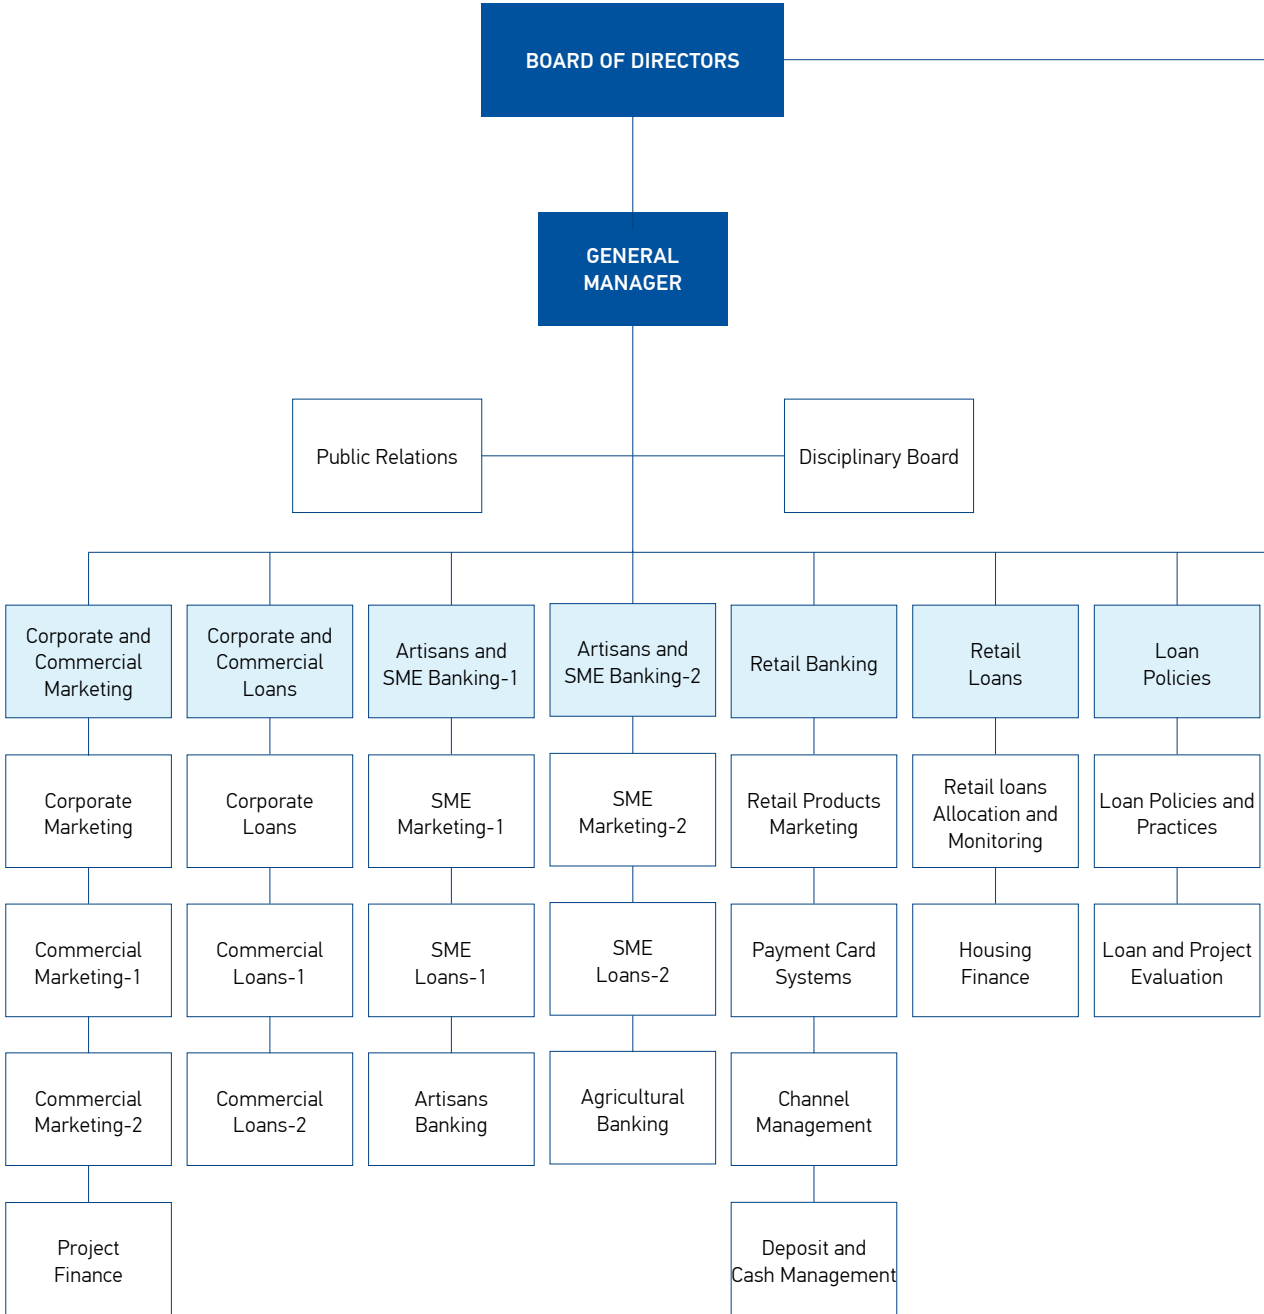 BOARD OF DIRECTORS
GENERAL
MANAGER
Public Relations
Disciplinary Board
Corporate and
Commercial
Marketing
Corporate and
Commercial
Loans
Artisans and
SME Banking-1
Artisans and
SME Banking-2
Retail Banking
Retail
Loans
Loan
Policies
Corporate
Marketing
Corporate
Loans
SME
Marketing-1
SME
Marketing-2
Retail Products
Marketing
Retail loans
Allocation and
Monitoring
Loan Policies and
Practices
Commercial
Marketing-1
Commercial
Loans-1
SME
Loans-1
SME
Loans-2
Payment Card
Systems
Housing
Finance
Loan and Project
Evaluation
Commercial
Marketing-2
Commercial
Loans-2
Artisans
Banking
Agricultural
Banking
Channel
Management
Project
Finance
Deposit and
Cash Management